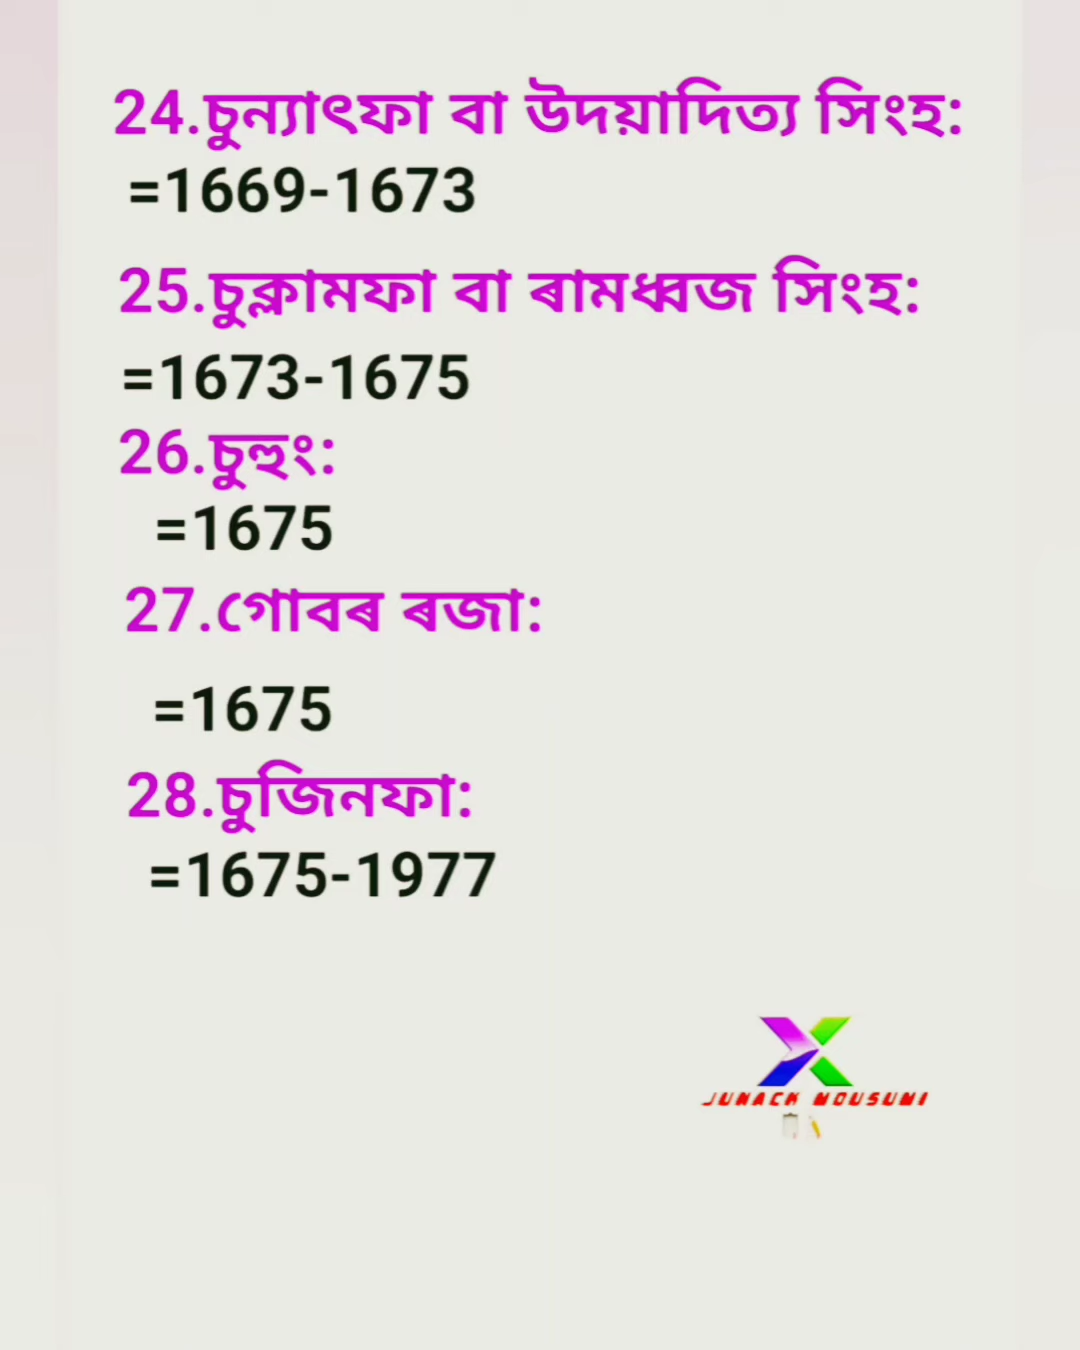 24.চুন্যাৎফা বা উদয়াদিত্য সিংহ:
=1669-1673
25.চুক্লামফা বা ৰামধ্বজ সিংহ:
=1673-1675
26.চুহুং:
=1675
27.গোবৰ ৰজা:
=1675
28.চুজিনফা:
=1675-1977
JUNACK MOUSUMI